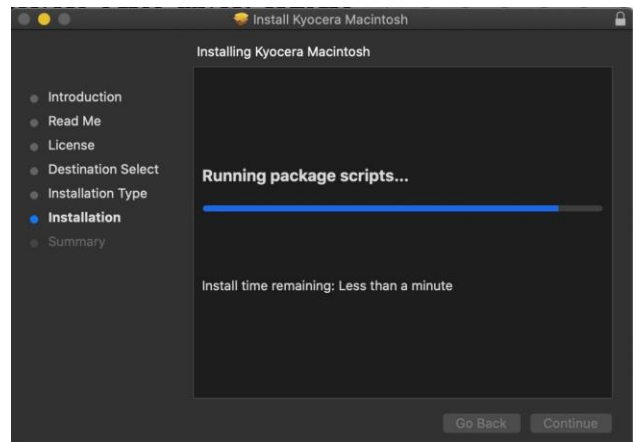 Install Kyocera Macintosh
Installing Kyocera Macintosh
Introduction
Read Me
License
Destination Select
Installation Type
Installation
Summary
Running package scripts...
Install time remaining: Less than a minute
Go Back
Continue